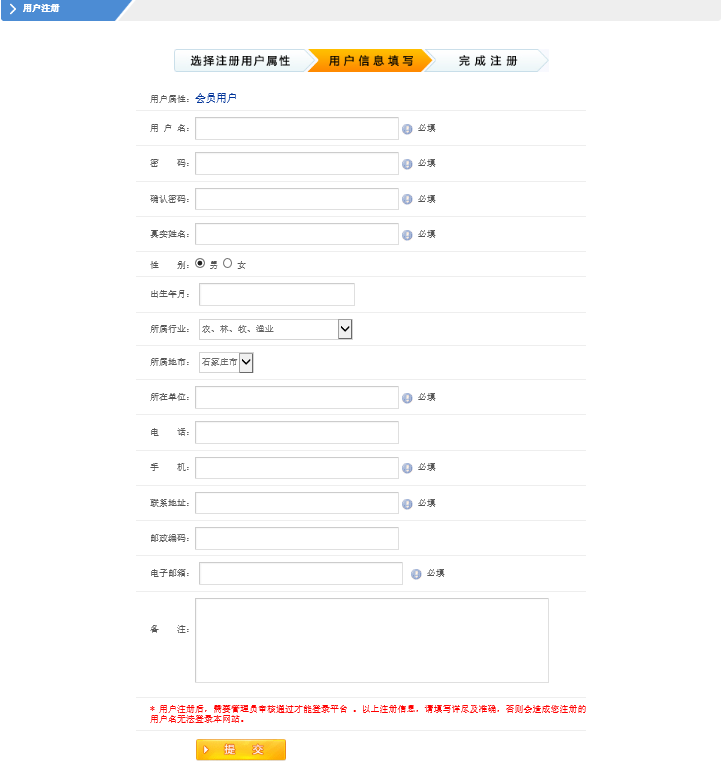 用户注册
选择注册用户属性 用户信息填写 完成注册
用户属性： 会员用户
用 户 名： 必填
密 码： 必填
确认密码： 必填
真实姓名： 必填
性 别： 男 女
出生年月：
所属行业： 农、林、牧、渔业
所属地市： 石家庄市
所在单位： 必填
电 话：
手 机： 必填
联系地址： 必填
邮政编码：
电子邮箱： 必填
备 注：
* 用户注册后，需要管理员审核通过才能登录平台 。以上注册信息，请填写详尽及准确，否则会造成您注册的
用户名无法登录本网站。
提 交